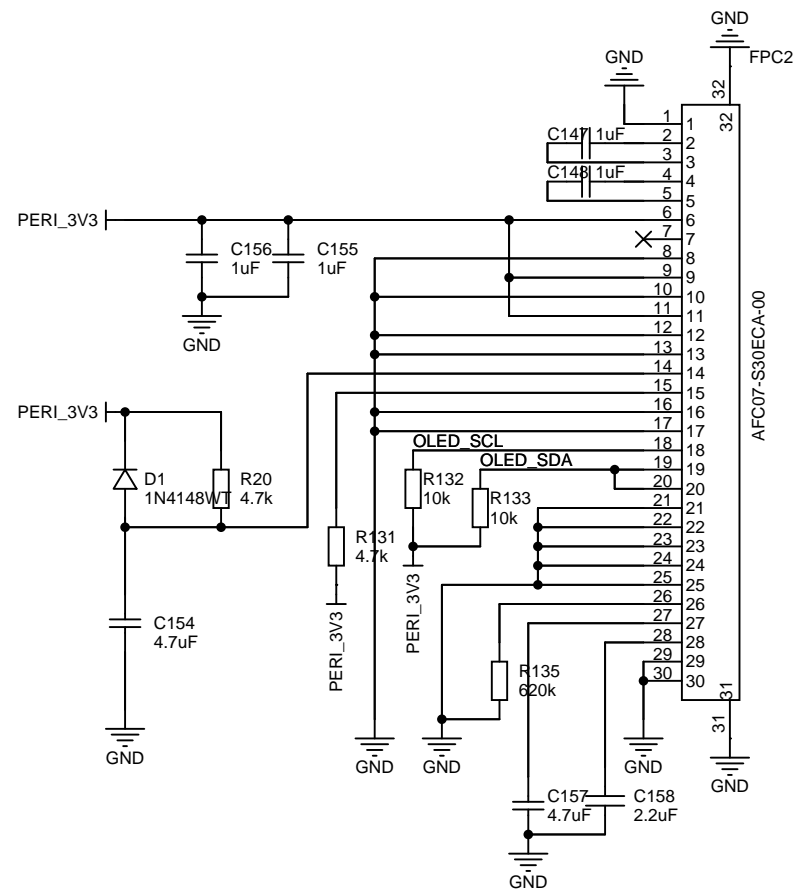 GND
FPC2
GND
32
32
1 1
C147 1uF 2 2
3 3
C148 1uF 4 4
5 5
PERI_3V3 6 6
7 7
8 8
C156 C155 9 9
1uF 1uF
10 10
11 11
12 12
GND
13 13
14 14
15 15
PERI_3V3 16 16
17 17
OLED_SCL 18 18
OLED_SDA 19 19
20 20
D1 R20 R132 R133
1N4148WT 4.7k 10k 10k
21 21
22 22
R131
4.7k
23 23
24 24
25 25
PERI_3V3
PERI_3V3
26 26
C154 27 27
4.7uF
28 28
29 29
R135 30 30
620k
31
31
AFC07-S30ECA-00
GND
GND
GND
GND
GND
C157 C158
4.7uF 2.2uF
GND